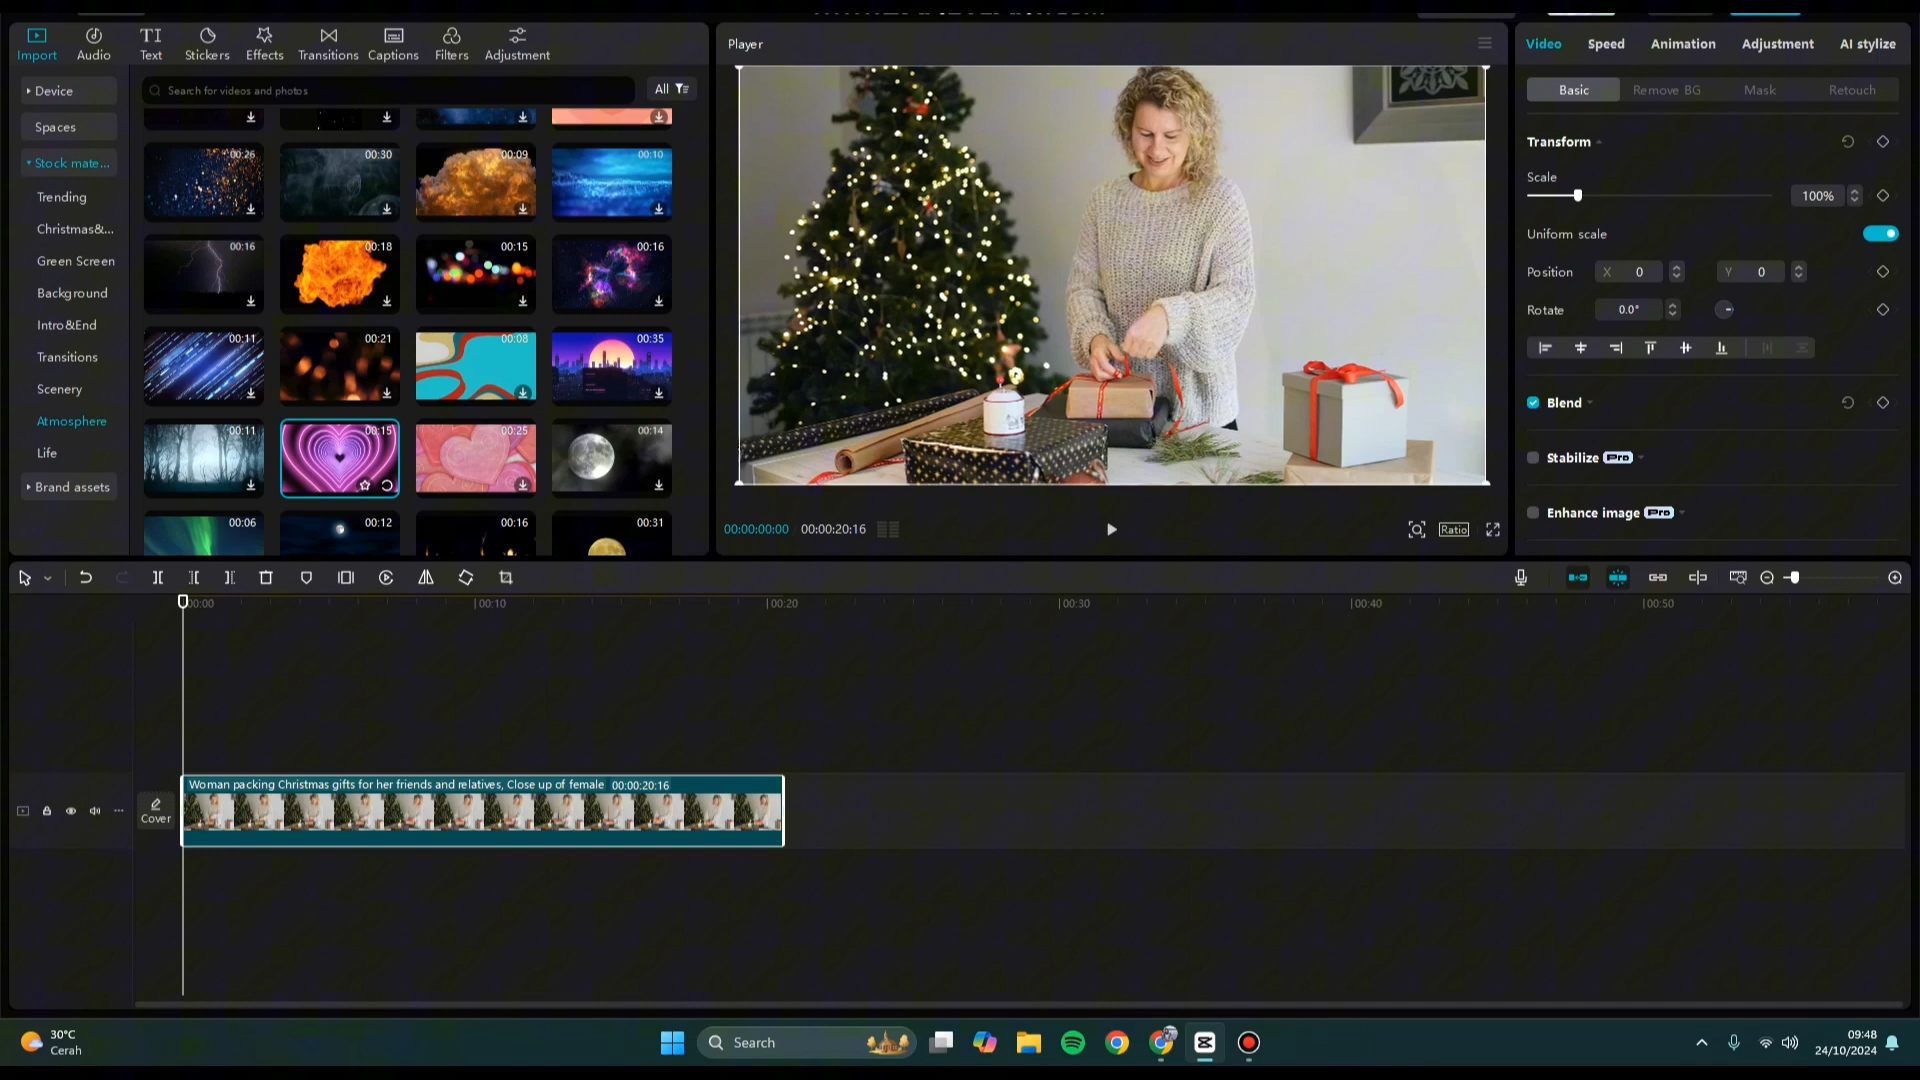 Import
Audio
Text
Stickers
Effects
Transitions
Captions
Filters
Adjustment
Device
Spaces
Stock mate...
Trending
Christmas&...
Green Screen
Background
Intro&End
Transitions
Scenery
Atmosphere
Life
Brand assets
Search for videos and photos
All
00:26
00:30
00:09
00:10
00:16
00:18
00:15
00:16
00:11
00:21
00:08
00:35
00:11
00:15
00:25
00:14
00:06
00:12
00:16
00:31
Player
00:00:00:00 00:00:20:16
Ratio
Video
Speed
Animation
Adjustment
AI stylize
Basic
Remove BG
Mask
Retouch
Transform
Scale
100%
Uniform scale
Position X 0 Y 0
Rotate 0.0°
Blend
Stabilize Pro
Enhance image Pro
00:00
00:10
00:20
00:30
00:40
00:50
Cover
Woman packing Christmas gifts for her friends and relatives, Close up of female 00:00:20:16
30°C
Cerah
Search
09:48
24/10/2024